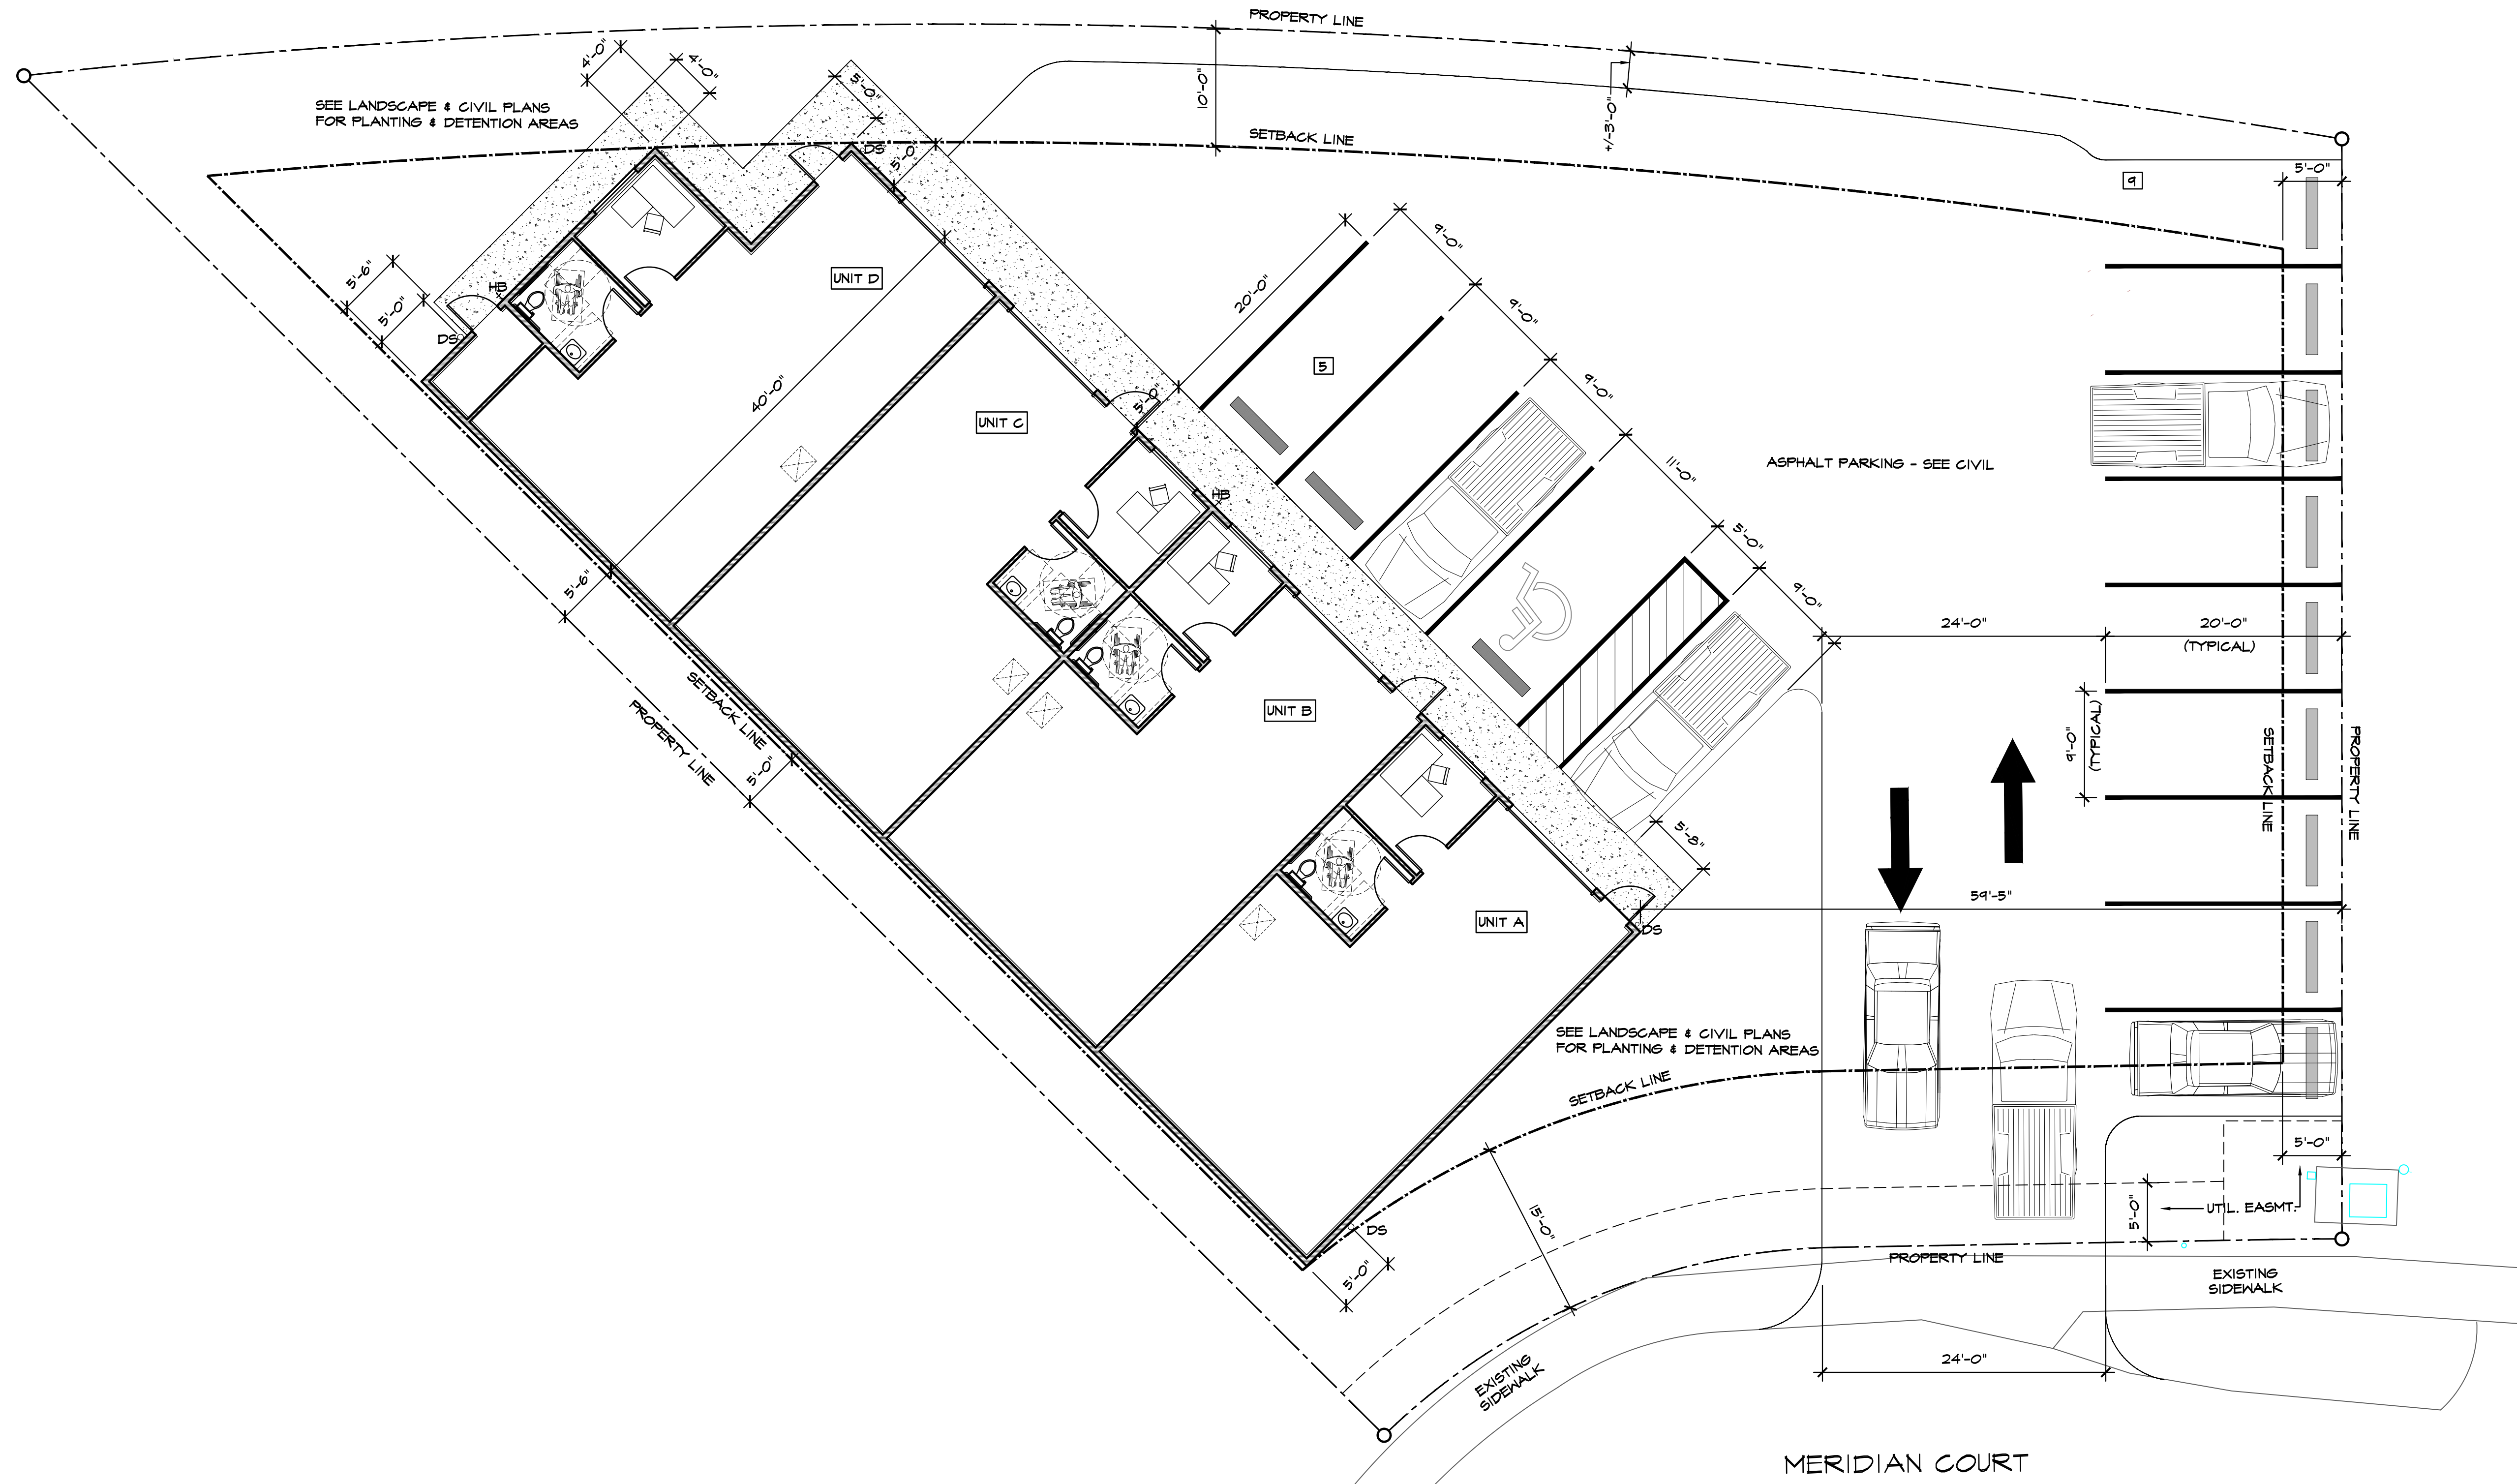 PROPERTY LINE
4'-0"
4'-0"
5'-0"
10'-0"
+/-3'-0"
SEE LANDSCAPE & CIVIL PLANS
FOR PLANTING & DETENTION AREAS
SETBACK LINE
DS
5'-0"
5'-0"
9
9'-0"
5'-6"
HB
UNIT D
20'-0"
9'-0"
5'-0"
DS
5
9'-0"
40'-0"
5'-0"
UNIT C
11'-0"
ASPHALT PARKING - SEE CIVIL
HB
5'-0"
5'-6"
9'-0"
24'-0"
20'-0"
(TYPICAL)
SETBACK LINE
PROPERTY LINE
UNIT B
9'-0"
(TYPICAL)
SETBACK LINE
PROPERTY LINE
5'-0"
5'-8"
59'-5"
UNIT A
DS
SEE LANDSCAPE & CIVIL PLANS
FOR PLANTING & DETENTION AREAS
SETBACK LINE
5'-0"
15'-0"
5'-0"
UTIL. EASMT.
DS
PROPERTY LINE
5'-0"
EXISTING
SIDEWALK
24'-0"
EXISTING
SIDEWALK
MERIDIAN COURT